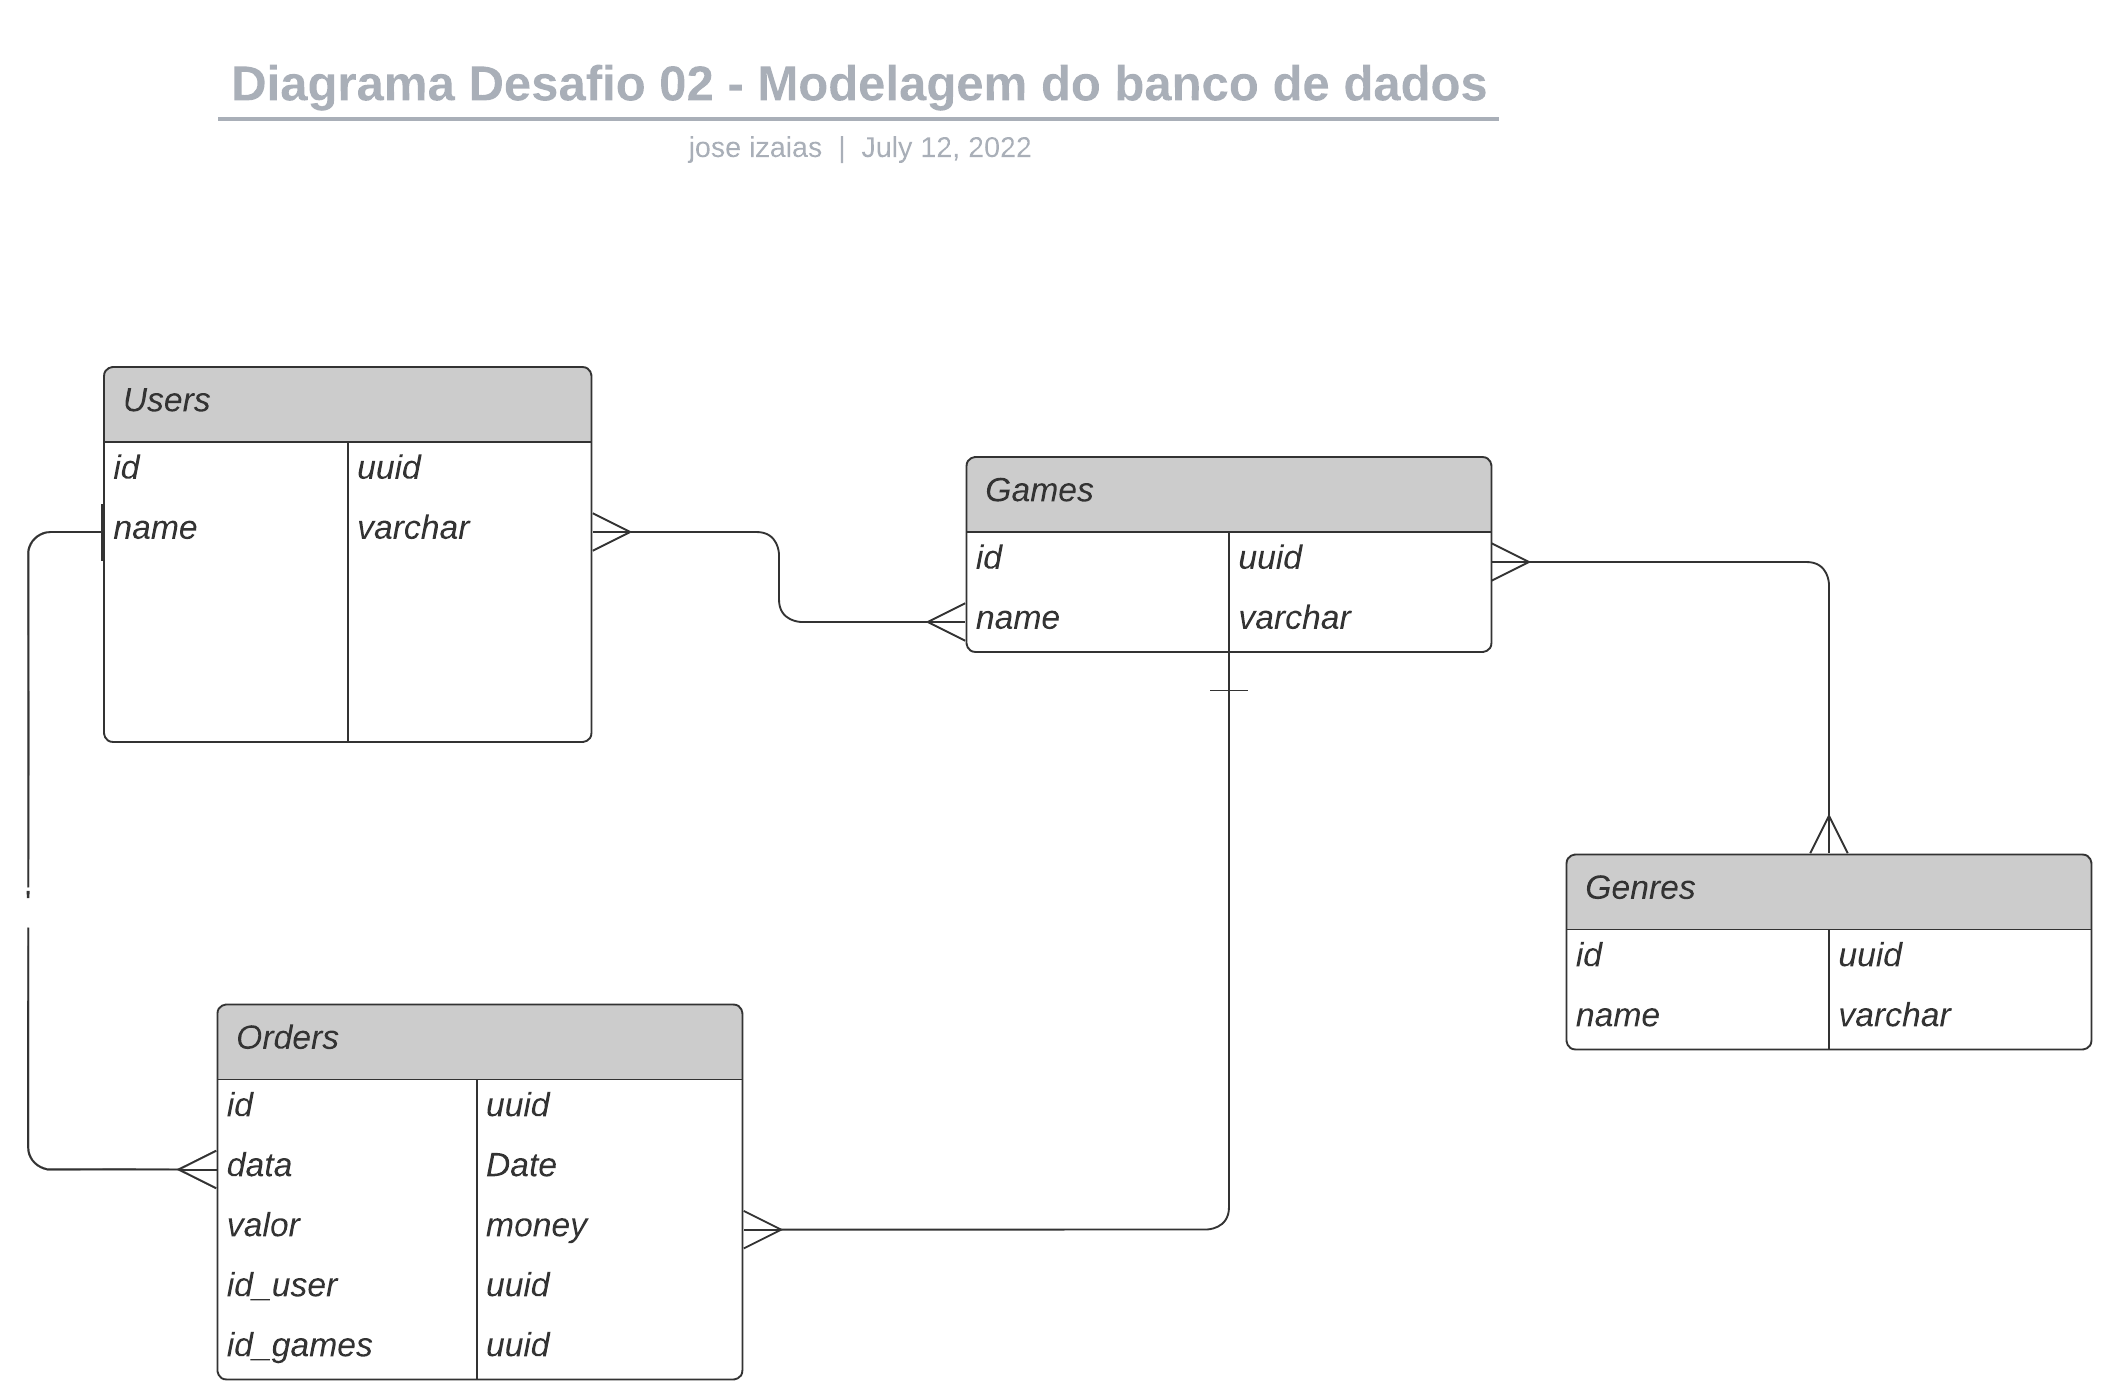 Diagrama Desafio 02 - Modelagem do banco de dados
jose izaias | July 12, 2022
Users
id uuid
name varchar
Games
id uuid
name varchar
Genres
id uuid
name varchar
Orders
id uuid
data Date
valor money
id_user uuid
id_games uuid